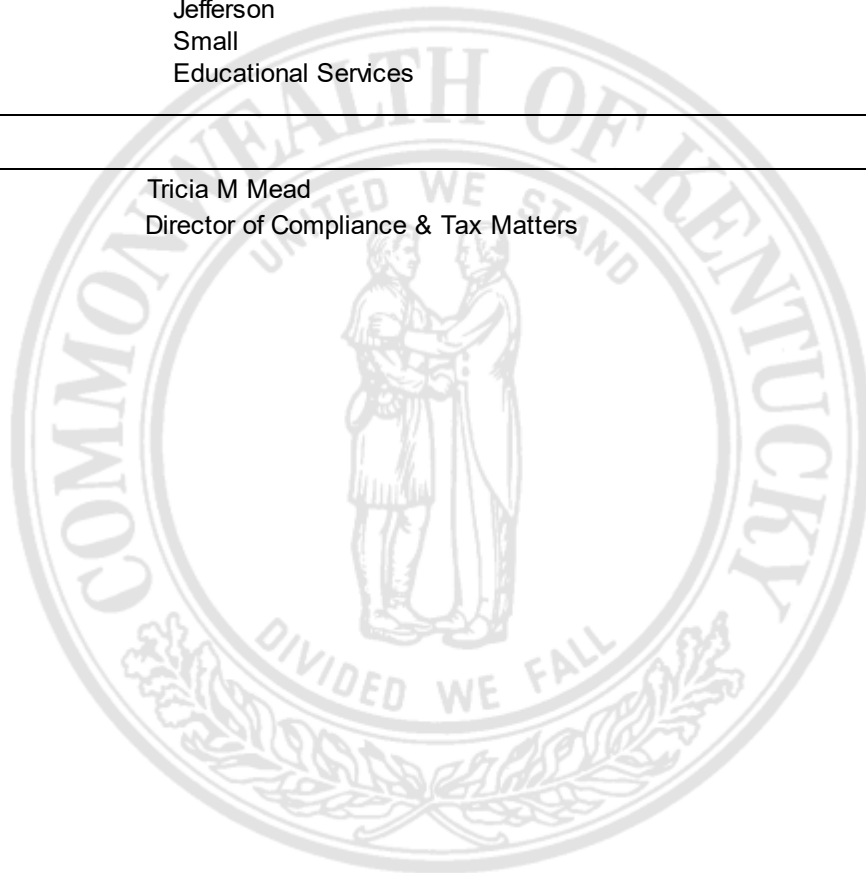 Jefferson
Small
Educational Services
Tricia M Mead
Director of Compliance & Tax Matters
COMMONWEALTH OF KENTUCKY
UNITED WE STAND
DIVIDED WE FALL